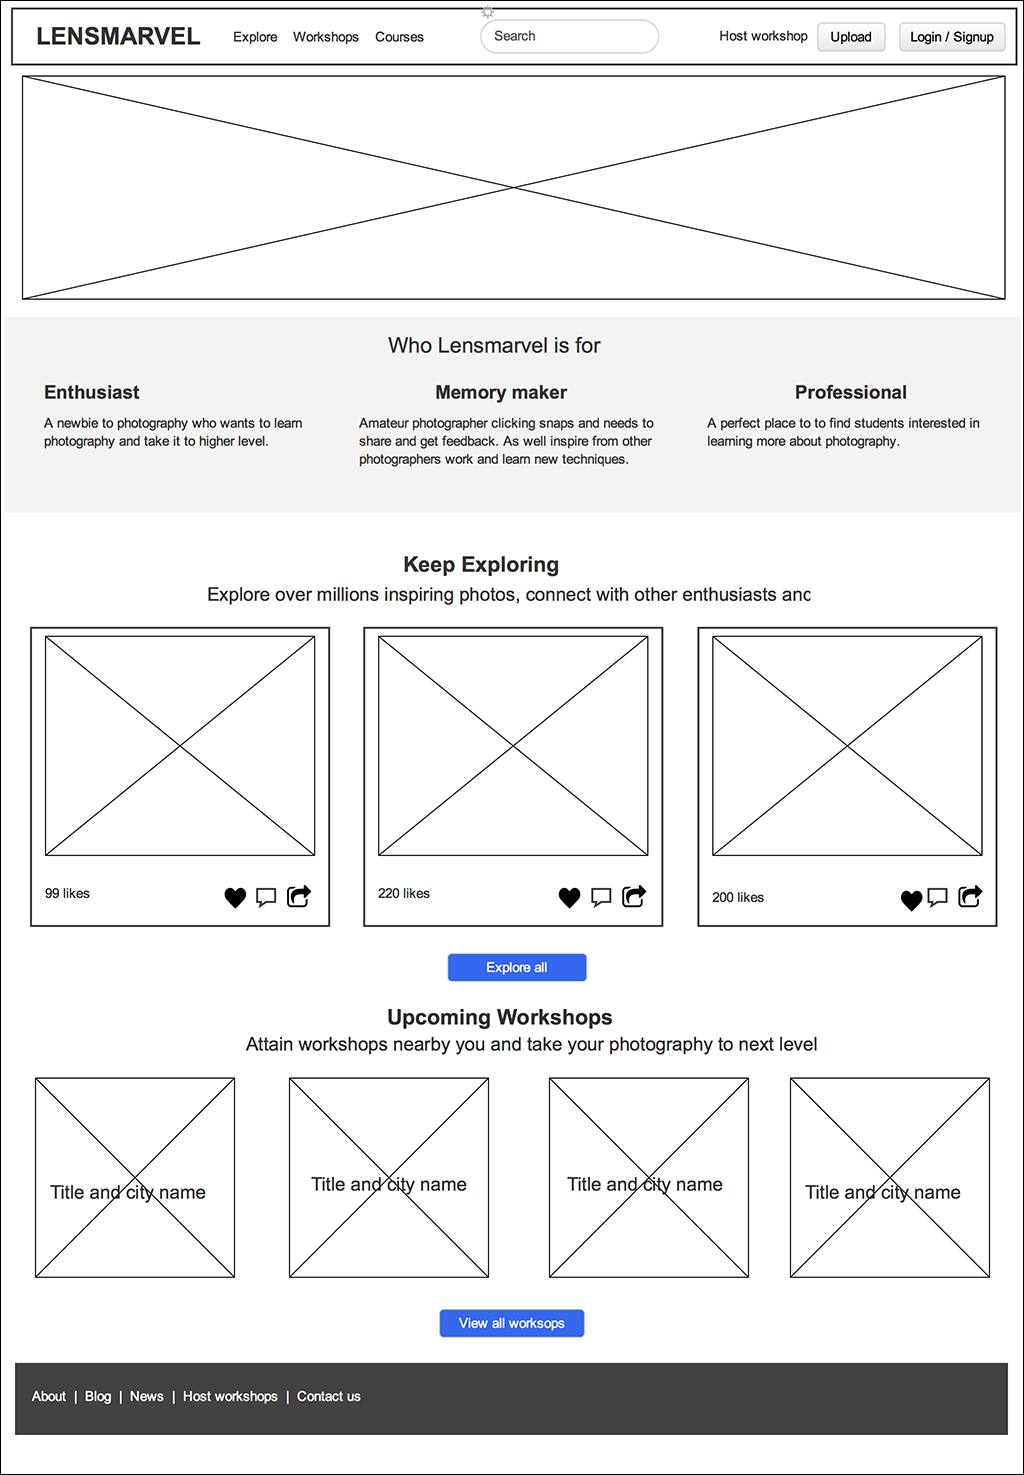 LENSMARVEL Explore Workshops Courses Search Host workshop Upload Login / Signup
Who Lensmarvel is for
Enthusiast
A newbie to photography who wants to learn
photography and take it to higher level.
Memory maker
Amateur photographer clicking snaps and needs to
share and get feedback. As well inspire from other
photographers work and learn new techniques.
Professional
A perfect place to to find students interested in
learning more about photography.
Keep Exploring
Explore over millions inspiring photos, connect with other enthusiasts anc
99 likes
220 likes
200 likes
Explore all
Upcoming Workshops
Attain workshops nearby you and take your photography to next level
Title and city name
Title and city name
Title and city name
Title and city name
View all worksops
About | Blog | News | Host workshops | Contact us